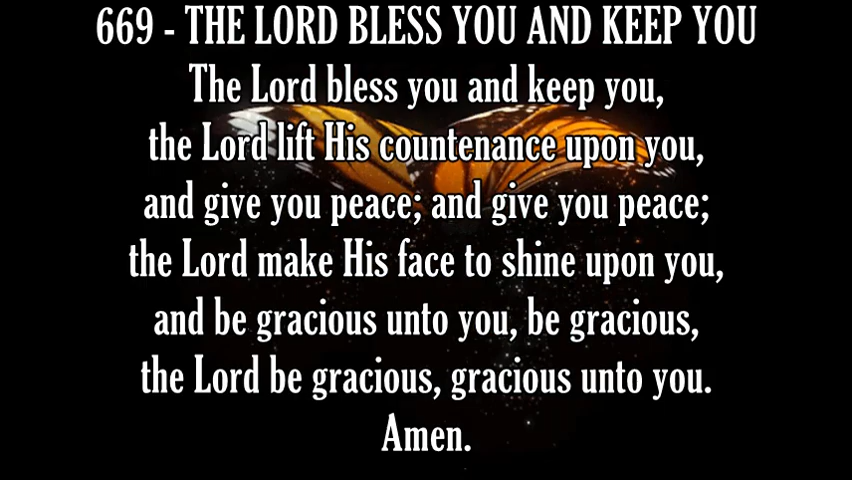 669 - THE LORD BLESS YOU AND KEEP YOU
The Lord bless you and keep you,
the Lord lift His countenance upon you,
and give you peace; and give you peace;
the Lord make His face to shine upon you,
and be gracious unto you, be gracious,
the Lord be gracious, gracious unto you.
Amen.